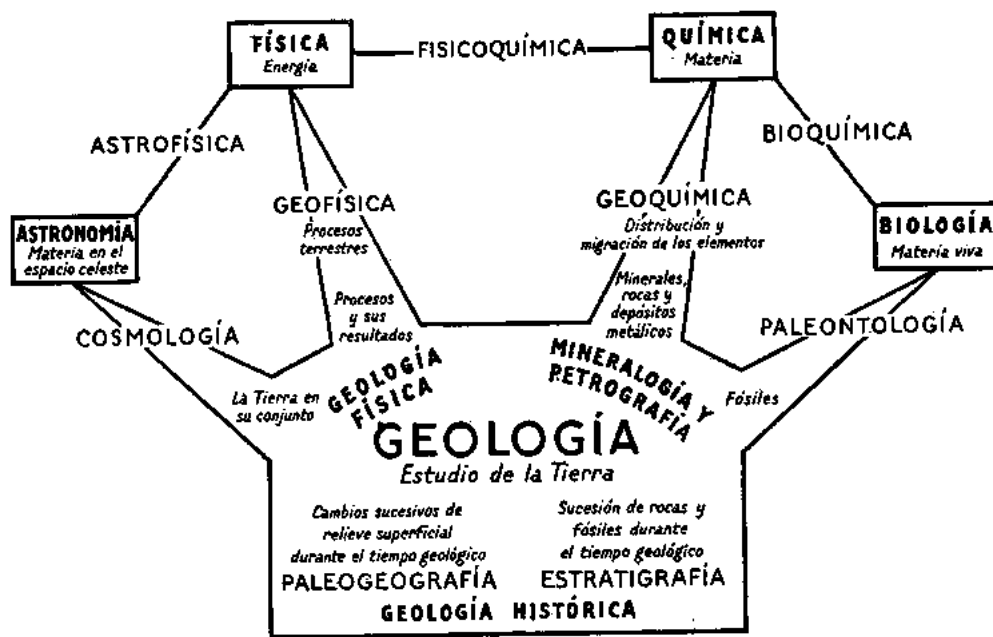 FÍSICA
Energía
FISICOQUÍMICA
QUÍMICA
Materia
ASTROFÍSICA
BIOQUÍMICA
ASTRONOMÍA
Materia en el
espacio celeste
GEOFÍSICA
Procesos
terrestres
GEOQUÍMICA
Distribución y
migración de los elementos
BIOLOGÍA
Materia viva
COSMOLOGÍA
Procesos
y sus
resultados
Minerales,
rocas y
depósitos
metálicos
PALEONTOLOGÍA
La Tierra en
su conjunto
GEOLOGÍA
FÍSICA
MINERALOGÍA Y
PETROGRAFÍA
Fósiles
GEOLOGÍA
Estudio de la Tierra
Cambios sucesivos de
relieve superficial
durante el tiempo geológico
PALEOGEOGRAFÍA
Sucesión de rocas y
fósiles durante
el tiempo geológico
ESTRATIGRAFÍA
GEOLOGÍA HISTÓRICA